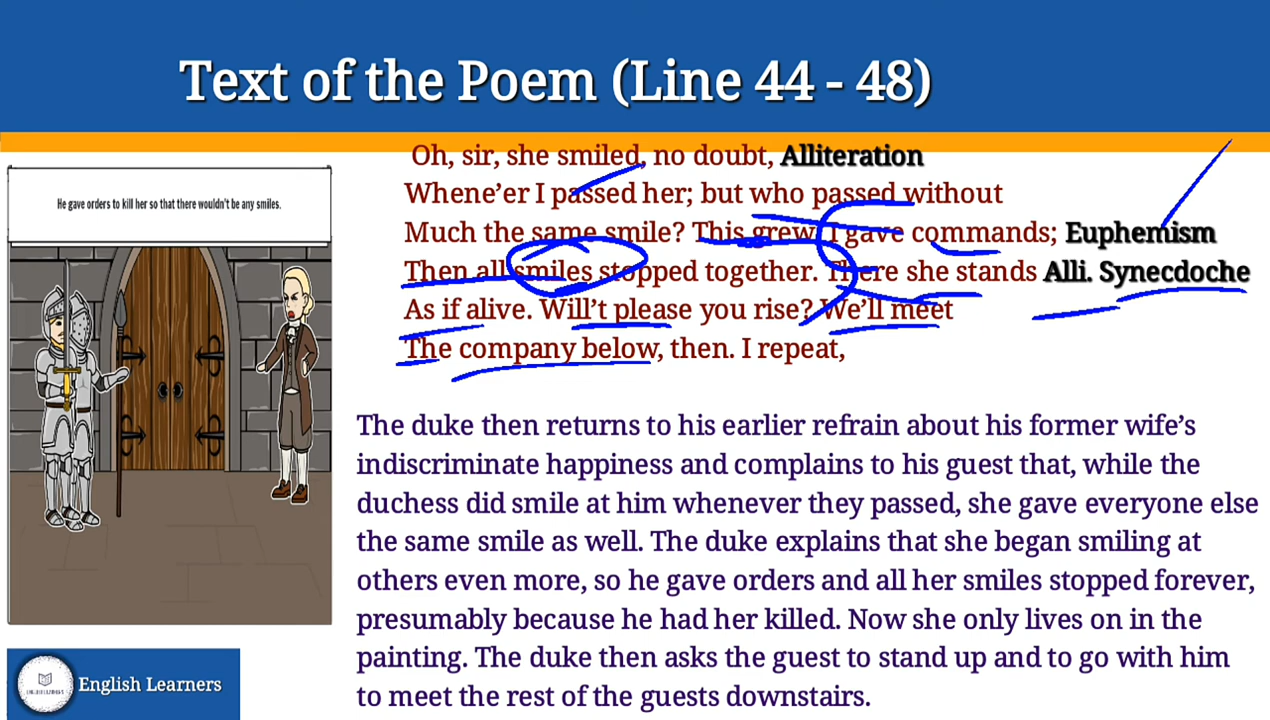 Text of the Poem (Line 44 - 48)
He gave orders to kill her so that there wouldn't be any smiles.
Oh, sir, she smiled, no doubt, Alliteration
Whene'er I passed her; but who passed without
Much the same smile? This grew; I gave commands; Euphemism
Then all smiles stopped together. There she stands Alli. Synecdoche
As if alive. Will't please you rise? We'll meet
The company below, then. I repeat,
The duke then returns to his earlier refrain about his former wife's
indiscriminate happiness and complains to his guest that, while the
duchess did smile at him whenever they passed, she gave everyone else
the same smile as well. The duke explains that she began smiling at
others even more, so he gave orders and all her smiles stopped forever,
presumably because he had her killed. Now she only lives on in the
painting. The duke then asks the guest to stand up and to go with him
to meet the rest of the guests downstairs.
ENGLISH LEARNERS
English Learners